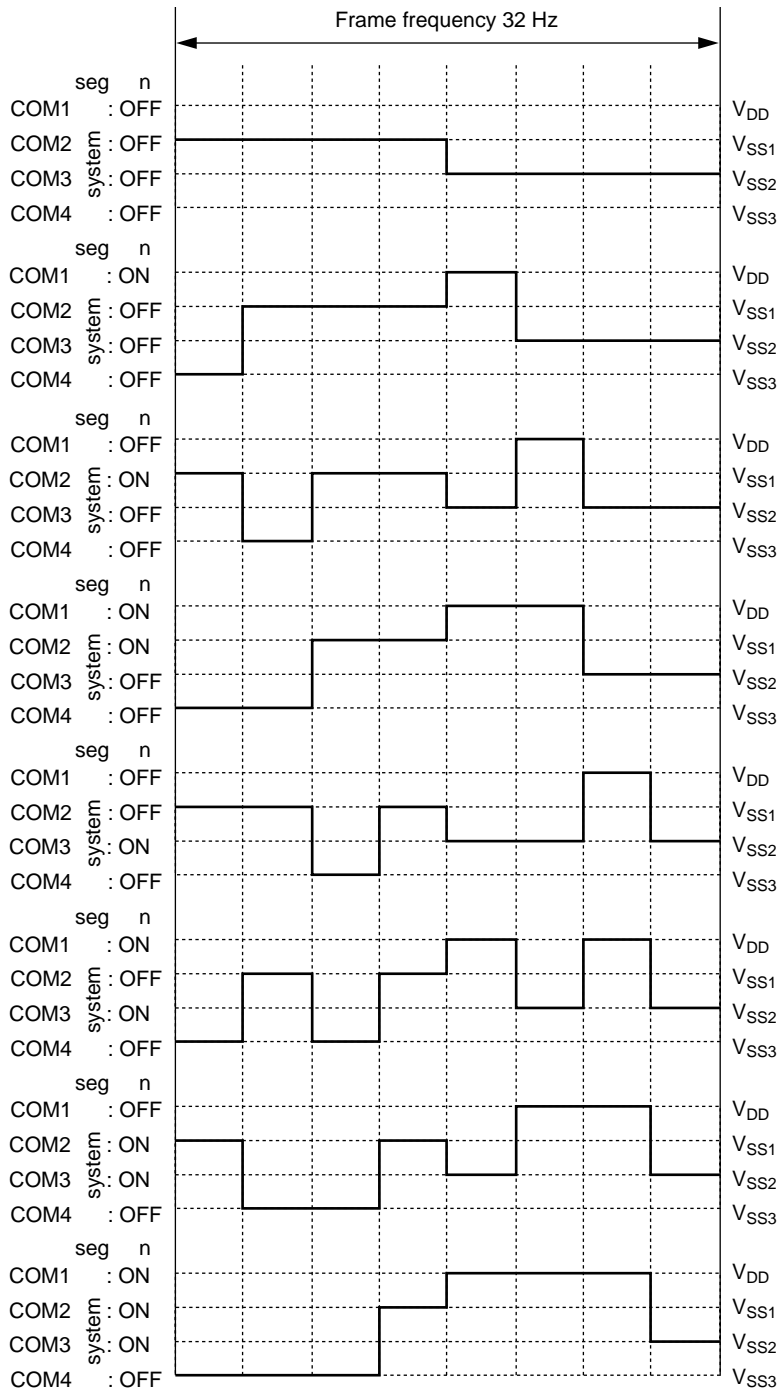 Frame frequency 32 Hz
seg n
COM1 : OFF VDD
COM2 : OFF VSS1
system
COM3 : OFF VSS2
COM4 : OFF VSS3
seg n
COM1 : ON VDD
COM2 : OFF VSS1
system
COM3 : OFF VSS2
COM4 : OFF VSS3
seg n
COM1 : OFF VDD
COM2 : ON VSS1
system
COM3 : OFF VSS2
COM4 : OFF VSS3
seg n
COM1 : ON VDD
COM2 : ON VSS1
system
COM3 : OFF VSS2
COM4 : OFF VSS3
seg n
COM1 : OFF VDD
COM2 : OFF VSS1
system
COM3 : ON VSS2
COM4 : OFF VSS3
seg n
COM1 : ON VDD
COM2 : OFF VSS1
system
COM3 : ON VSS2
COM4 : OFF VSS3
seg n
COM1 : OFF VDD
COM2 : ON VSS1
system
COM3 : ON VSS2
COM4 : OFF VSS3
seg n
COM1 : ON VDD
COM2 : ON VSS1
system
COM3 : ON VSS2
COM4 : OFF VSS3